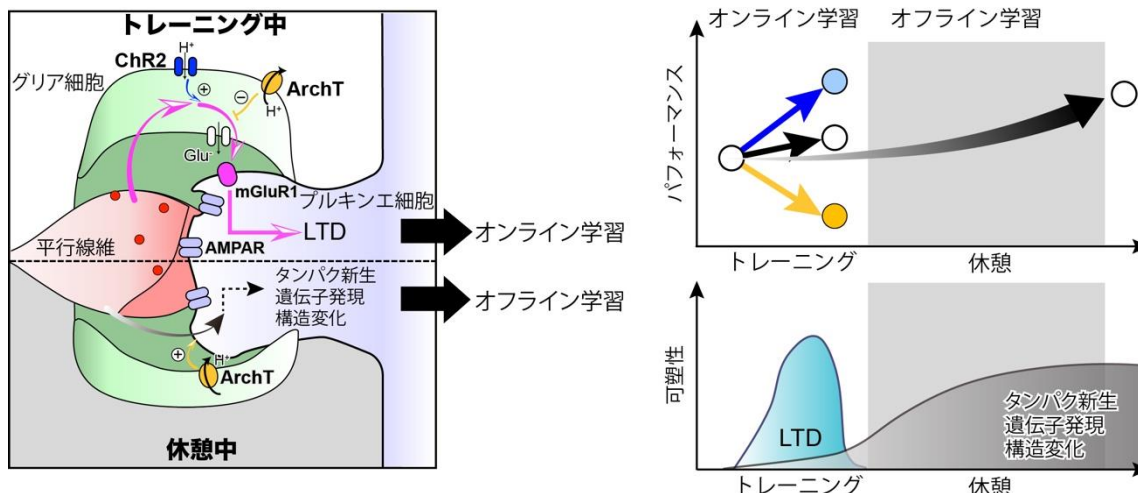 トレーニング中
ChR2
H⁺
グリア細胞
ArchT
H⁺
+
−
Glu⁻
mGluR1
プルキンエ細胞
LTD
AMPAR
平行線維
オンライン学習
タンパク新生
遺伝子発現
構造変化
オフライン学習
+
H⁺
ArchT
休憩中
オンライン学習
オフライン学習
パフォーマンス
トレーニング
休憩
可塑性
LTD
タンパク新生
遺伝子発現
構造変化
トレーニング
休憩